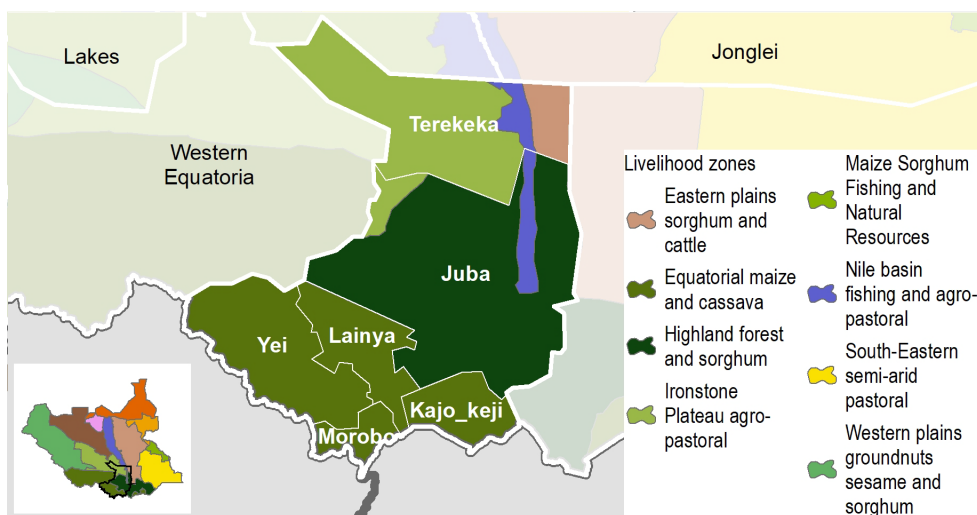 Lakes
Jonglei
Western
Equatoria
Terekeka
Juba
Lainya
Yei
Kajo_keji
Morobo
Livelihood zones
Eastern plains
sorghum and
cattle
Equatorial maize
and cassava
Highland forest
and sorghum
Ironstone
Plateau agro-
pastoral
Maize Sorghum
Fishing and
Natural
Resources
Nile basin
fishing and agro-
pastoral
South-Eastern
semi-arid
pastoral
Western plains
groundnuts
sesame and
sorghum